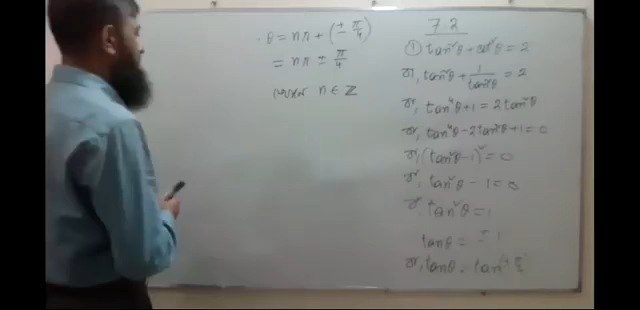 7.2
① tan²θ + cot²θ = 2
বা, tan²θ + 1/tan²θ = 2
বা, tan⁴θ + 1 = 2tan²θ
বা, tan⁴θ - 2tan²θ + 1 = 0
বা, (tan²θ - 1)² = 0
বা, tan²θ - 1 = 0
বা, tan²θ = 1
tanθ = ± 1
বা, tanθ = tan(± π/4)
∴ θ = nπ + (± π/4)
= nπ ± π/4
যেখানে n ∈ ℤ